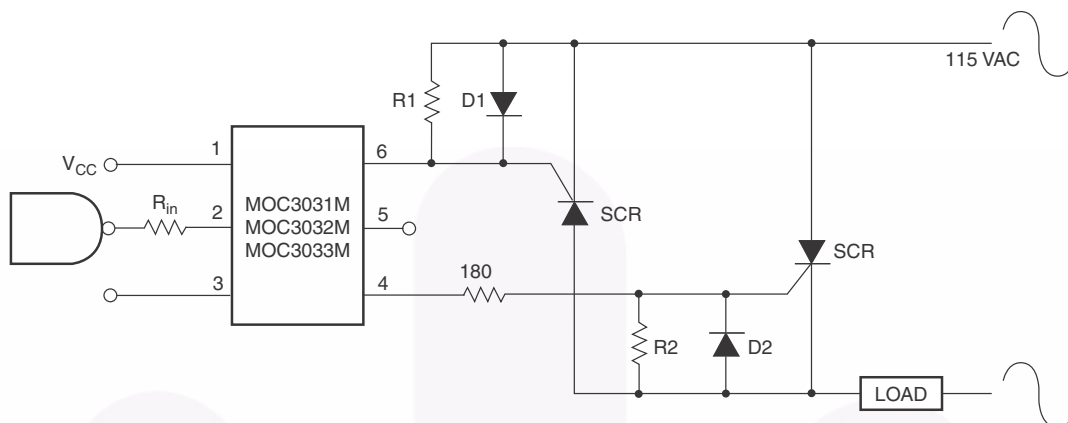 115 VAC
R1
D1
1
6
VCC
Rin
2
MOC3031M
MOC3032M
MOC3033M
5
SCR
SCR
3
4
180
R2
D2
LOAD